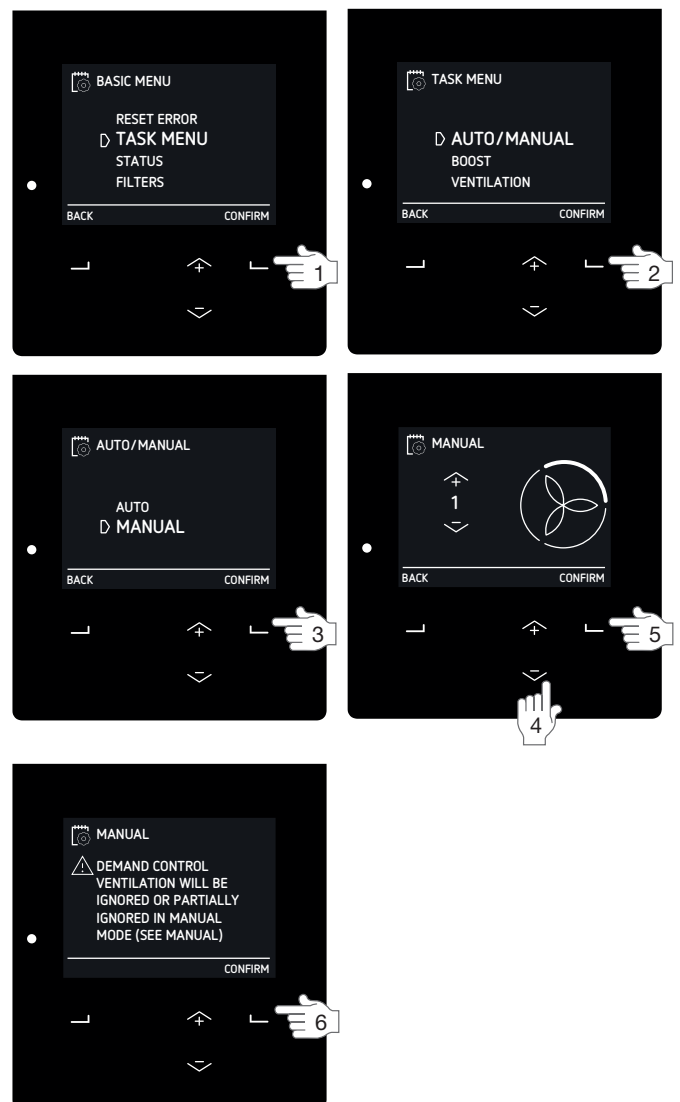 BASIC MENU
RESET ERROR
TASK MENU
STATUS
FILTERS
BACK CONFIRM
1
TASK MENU
AUTO/MANUAL
BOOST
VENTILATION
BACK CONFIRM
2
AUTO/MANUAL
AUTO
MANUAL
BACK CONFIRM
3
MANUAL
1
BACK CONFIRM
5
4
MANUAL
DEMAND CONTROL
VENTILATION WILL BE
IGNORED OR PARTIALLY
IGNORED IN MANUAL
MODE (SEE MANUAL)
CONFIRM
6